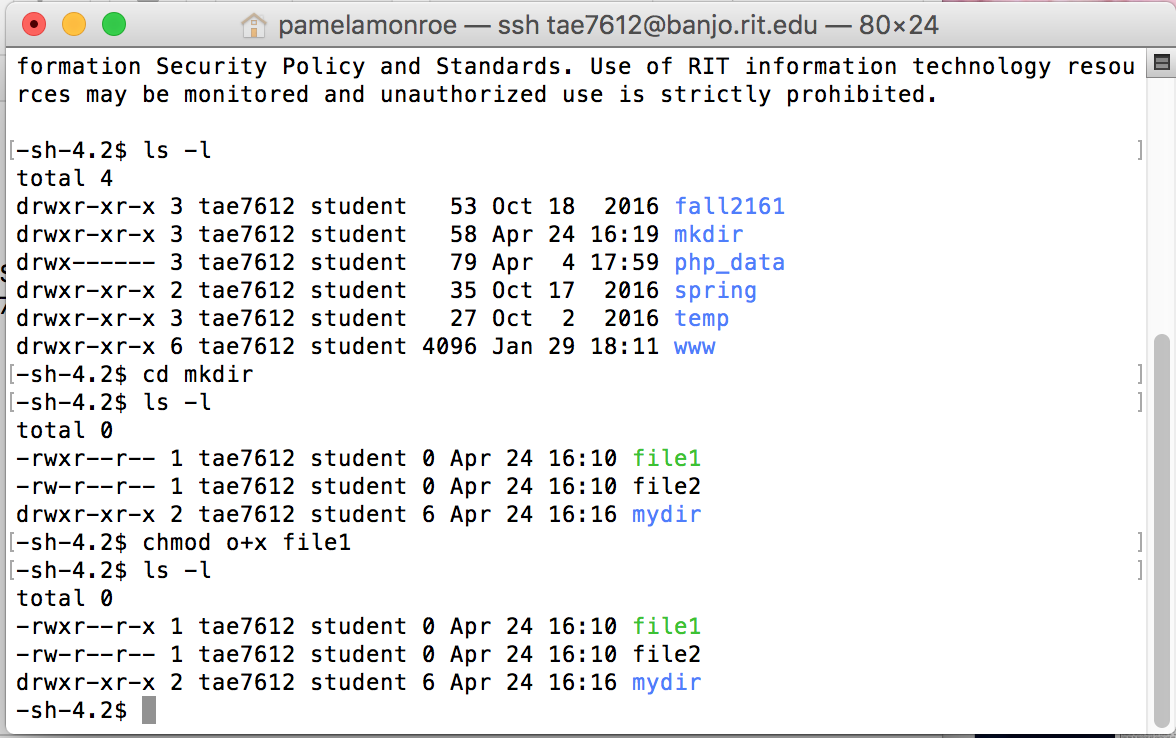 pamelamonroe — ssh tae7612@banjo.rit.edu — 80×24
formation Security Policy and Standards. Use of RIT information technology resou
rces may be monitored and unauthorized use is strictly prohibited.
[-sh-4.2$ ls -l ]
total 4
drwxr-xr-x 3 tae7612 student   53 Oct 18  2016 fall2161
drwxr-xr-x 3 tae7612 student   58 Apr 24 16:19 mkdir
drwx------ 3 tae7612 student   79 Apr  4 17:59 php_data
drwxr-xr-x 2 tae7612 student   35 Oct 17  2016 spring
drwxr-xr-x 3 tae7612 student   27 Oct  2  2016 temp
drwxr-xr-x 6 tae7612 student 4096 Jan 29 18:11 www
[-sh-4.2$ cd mkdir ]
[-sh-4.2$ ls -l ]
total 0
-rwxr--r-- 1 tae7612 student 0 Apr 24 16:10 file1
-rw-r--r-- 1 tae7612 student 0 Apr 24 16:10 file2
drwxr-xr-x 2 tae7612 student 6 Apr 24 16:16 mydir
[-sh-4.2$ chmod o+x file1 ]
[-sh-4.2$ ls -l ]
total 0
-rwxr--r-x 1 tae7612 student 0 Apr 24 16:10 file1
-rw-r--r-- 1 tae7612 student 0 Apr 24 16:10 file2
drwxr-xr-x 2 tae7612 student 6 Apr 24 16:16 mydir
-sh-4.2$